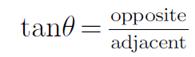 tanθ = opposite/adjacent